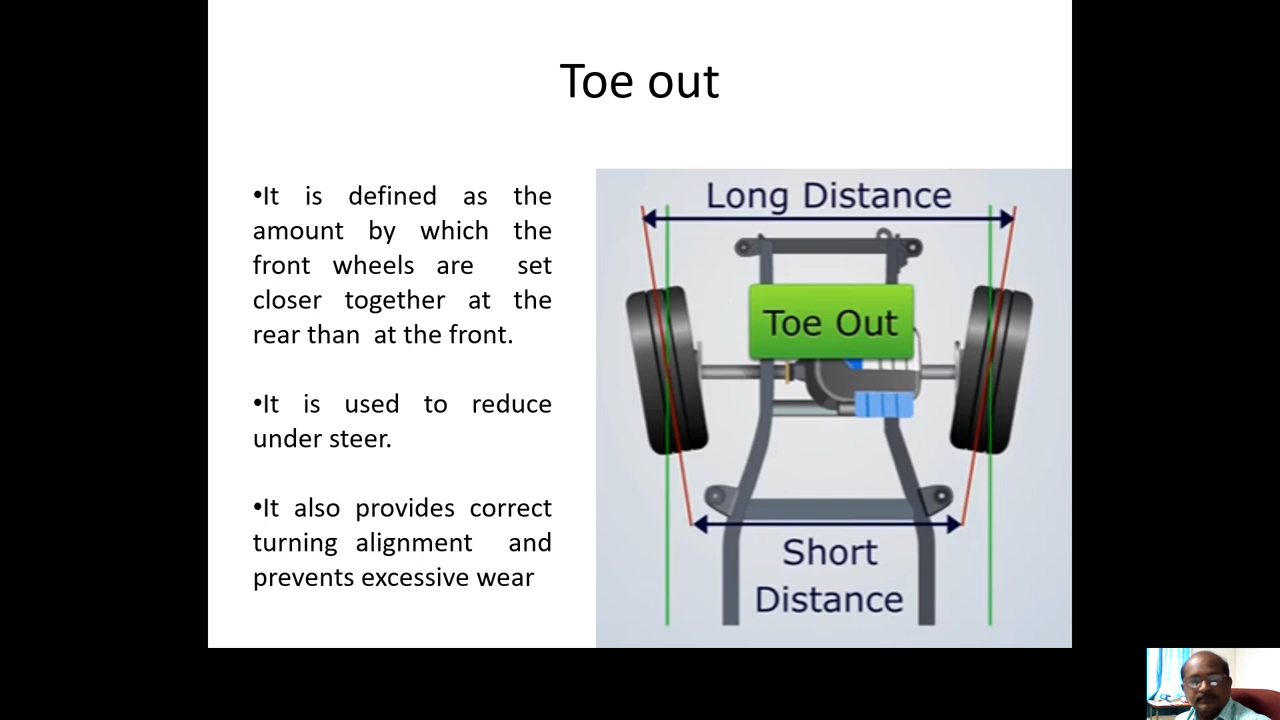 Toe out
•It is defined as the
amount by which the
front wheels are set
closer together at the
rear than at the front.
•It is used to reduce
under steer.
•It also provides correct
turning alignment and
prevents excessive wear
Long Distance
Toe Out
Short
Distance